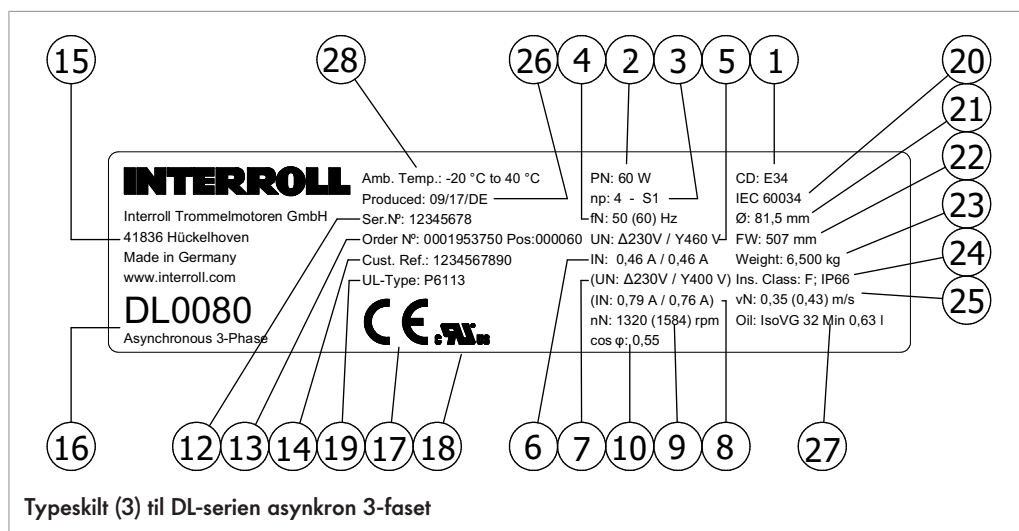 15 28 26 4 2 3 5 1 20
21
22
23
24
25
INTERROLL
Interroll Trommelmotoren GmbH
41836 Hückelhoven
Made in Germany
www.interroll.com
DL0080
Asynchronous 3-Phase
Amb. Temp.: -20 °C to 40 °C
Produced: 09/17/DE
Ser.Nº: 12345678
Order Nº: 0001953750 Pos:000060
Cust. Ref.: 1234567890
UL-Type: P6113
CE c RU us
PN: 60 W
np: 4 - S1
fN: 50 (60) Hz
UN: Δ230V / Y460 V
IN: 0,46 A / 0,46 A
(UN: Δ230V / Y400 V)
(IN: 0,79 A / 0,76 A)
nN: 1320 (1584) rpm
cos φ: 0,55
CD: E34
IEC 60034
Ø: 81,5 mm
FW: 507 mm
Weight: 6,500 kg
Ins. Class: F; IP66
vN: 0,35 (0,43) m/s
Oil: IsoVG 32 Min 0,63 l
16 12 13 14 19 17 18 6 7 10 9 8 27
Typeskilt (3) til DL-serien asynkron 3-faset